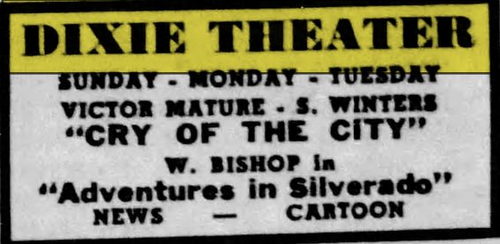 DIXIE THEATER
SUNDAY - MONDAY - TUESDAY
VICTOR MATURE - S. WINTERS
"CRY OF THE CITY"
W. BISHOP in
"Adventures in Silverado"
NEWS — CARTOON